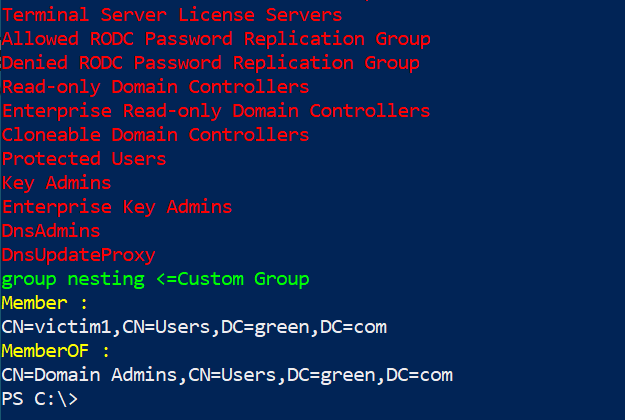 Terminal Server License Servers
Allowed RODC Password Replication Group
Denied RODC Password Replication Group
Read-only Domain Controllers
Enterprise Read-only Domain Controllers
Cloneable Domain Controllers
Protected Users
Key Admins
Enterprise Key Admins
DnsAdmins
DnsUpdateProxy
group nesting <=Custom Group
Member :
CN=victim1,CN=Users,DC=green,DC=com
MemberOF :
CN=Domain Admins,CN=Users,DC=green,DC=com
PS C:\>